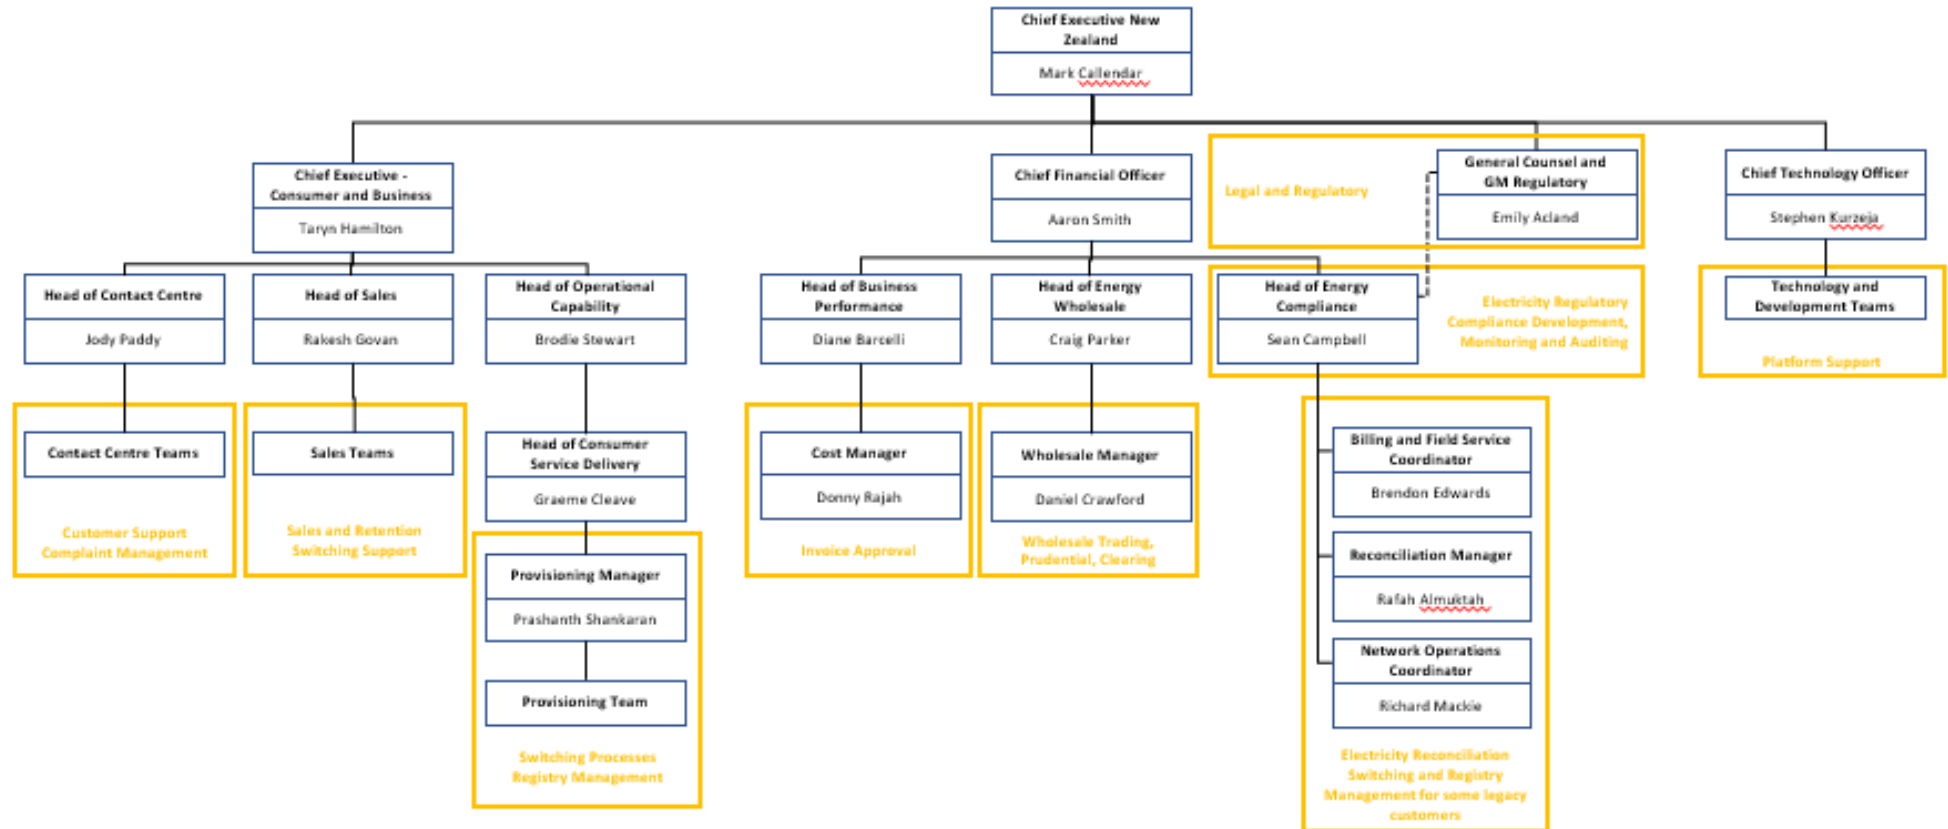 Chief Executive New
Zealand
Mark Callendar
Chief Executive -
Consumer and Business
Taryn Hamilton
Chief Financial Officer
Aaron Smith
Legal and Regulatory
General Counsel and
GM Regulatory
Emily Acland
Chief Technology Officer
Stephen Kurzeja
Head of Contact Centre
Jody Paddy
Head of Sales
Rakesh Govan
Head of Operational
Capability
Brodie Stewart
Head of Business
Performance
Diane Barcelli
Head of Energy
Wholesale
Craig Parker
Head of Energy
Compliance
Sean Campbell
Electricity Regulatory
Compliance Development,
Monitoring and Auditing
Technology and
Development Teams
Platform Support
Contact Centre Teams
Customer Support
Complaint Management
Sales Teams
Sales and Retention
Switching Support
Head of Consumer
Service Delivery
Graeme Cleave
Provisioning Manager
Prashanth Shankaran
Provisioning Team
Switching Processes
Registry Management
Cost Manager
Donny Rajah
Invoice Approval
Wholesale Manager
Daniel Crawford
Wholesale Trading,
Prudential, Clearing
Billing and Field Service
Coordinator
Brendon Edwards
Reconciliation Manager
Rafah Almuktah
Network Operations
Coordinator
Richard Mackie
Electricity Reconciliation
Switching and Registry
Management for some legacy
customers